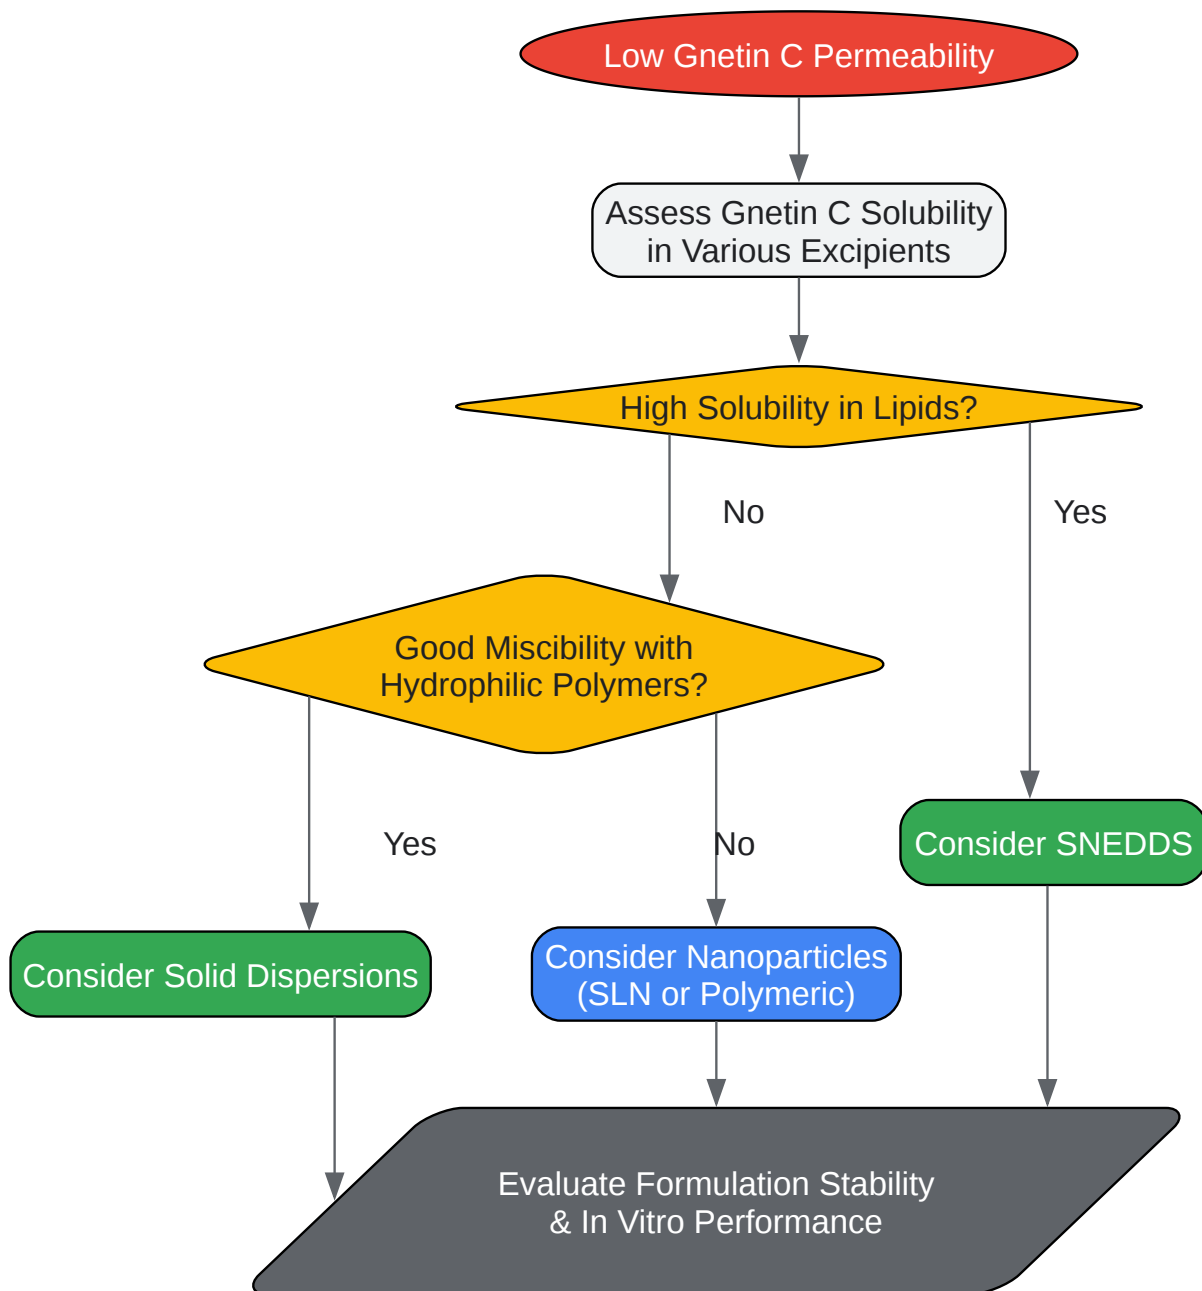 Low Gnetin C Permeability
Assess Gnetin C Solubility
in Various Excipients
High Solubility in Lipids?
No
Yes
Good Miscibility with
Hydrophilic Polymers?
Yes
No
Consider SNEDDS
Consider Solid Dispersions
Consider Nanoparticles
(SLN or Polymeric)
Evaluate Formulation Stability
& In Vitro Performance